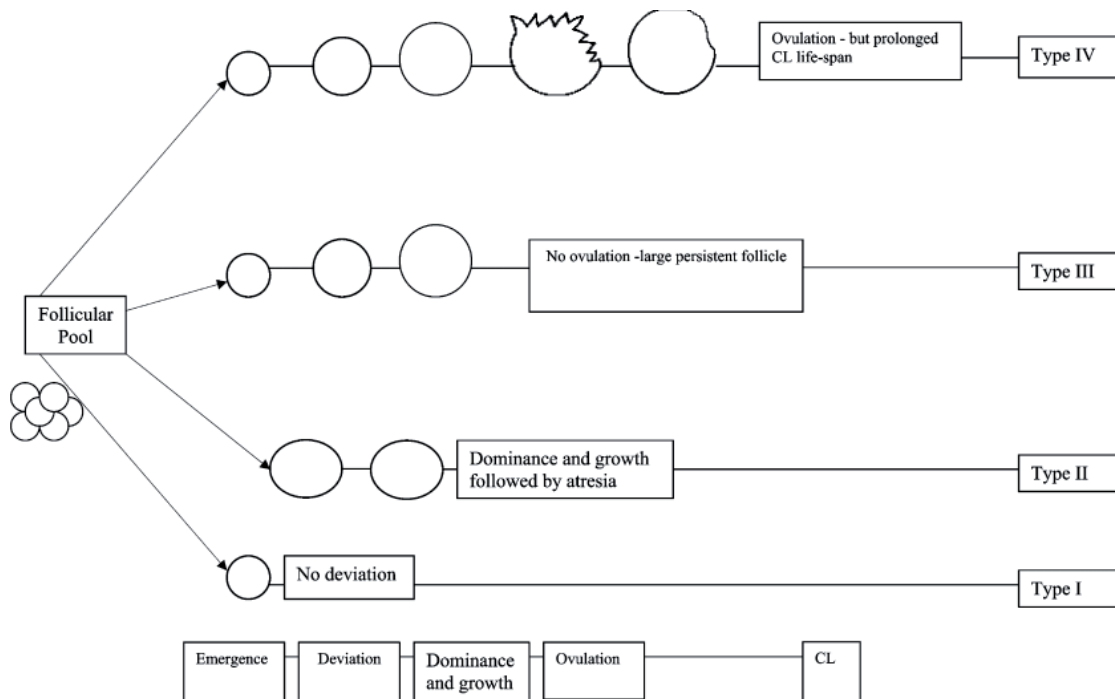 Ovulation - but prolonged
CL life-span
Type IV
No ovulation -large persistent follicle
Type III
Follicular
Pool
Dominance and growth
followed by atresia
Type II
No deviation
Type I
Emergence
Deviation
Dominance
and growth
Ovulation
CL